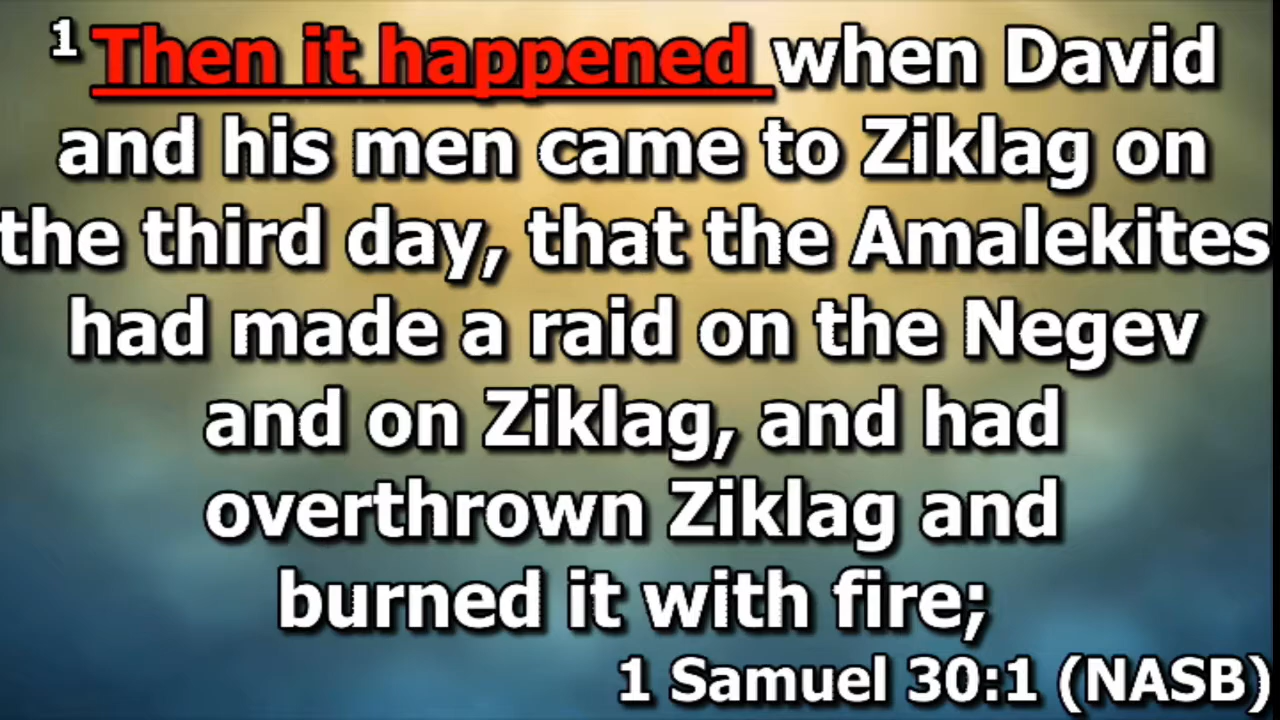 1 Then it happened when David
and his men came to Ziklag on
the third day, that the Amalekites
had made a raid on the Negev
and on Ziklag, and had
overthrown Ziklag and
burned it with fire;
1 Samuel 30:1 (NASB)